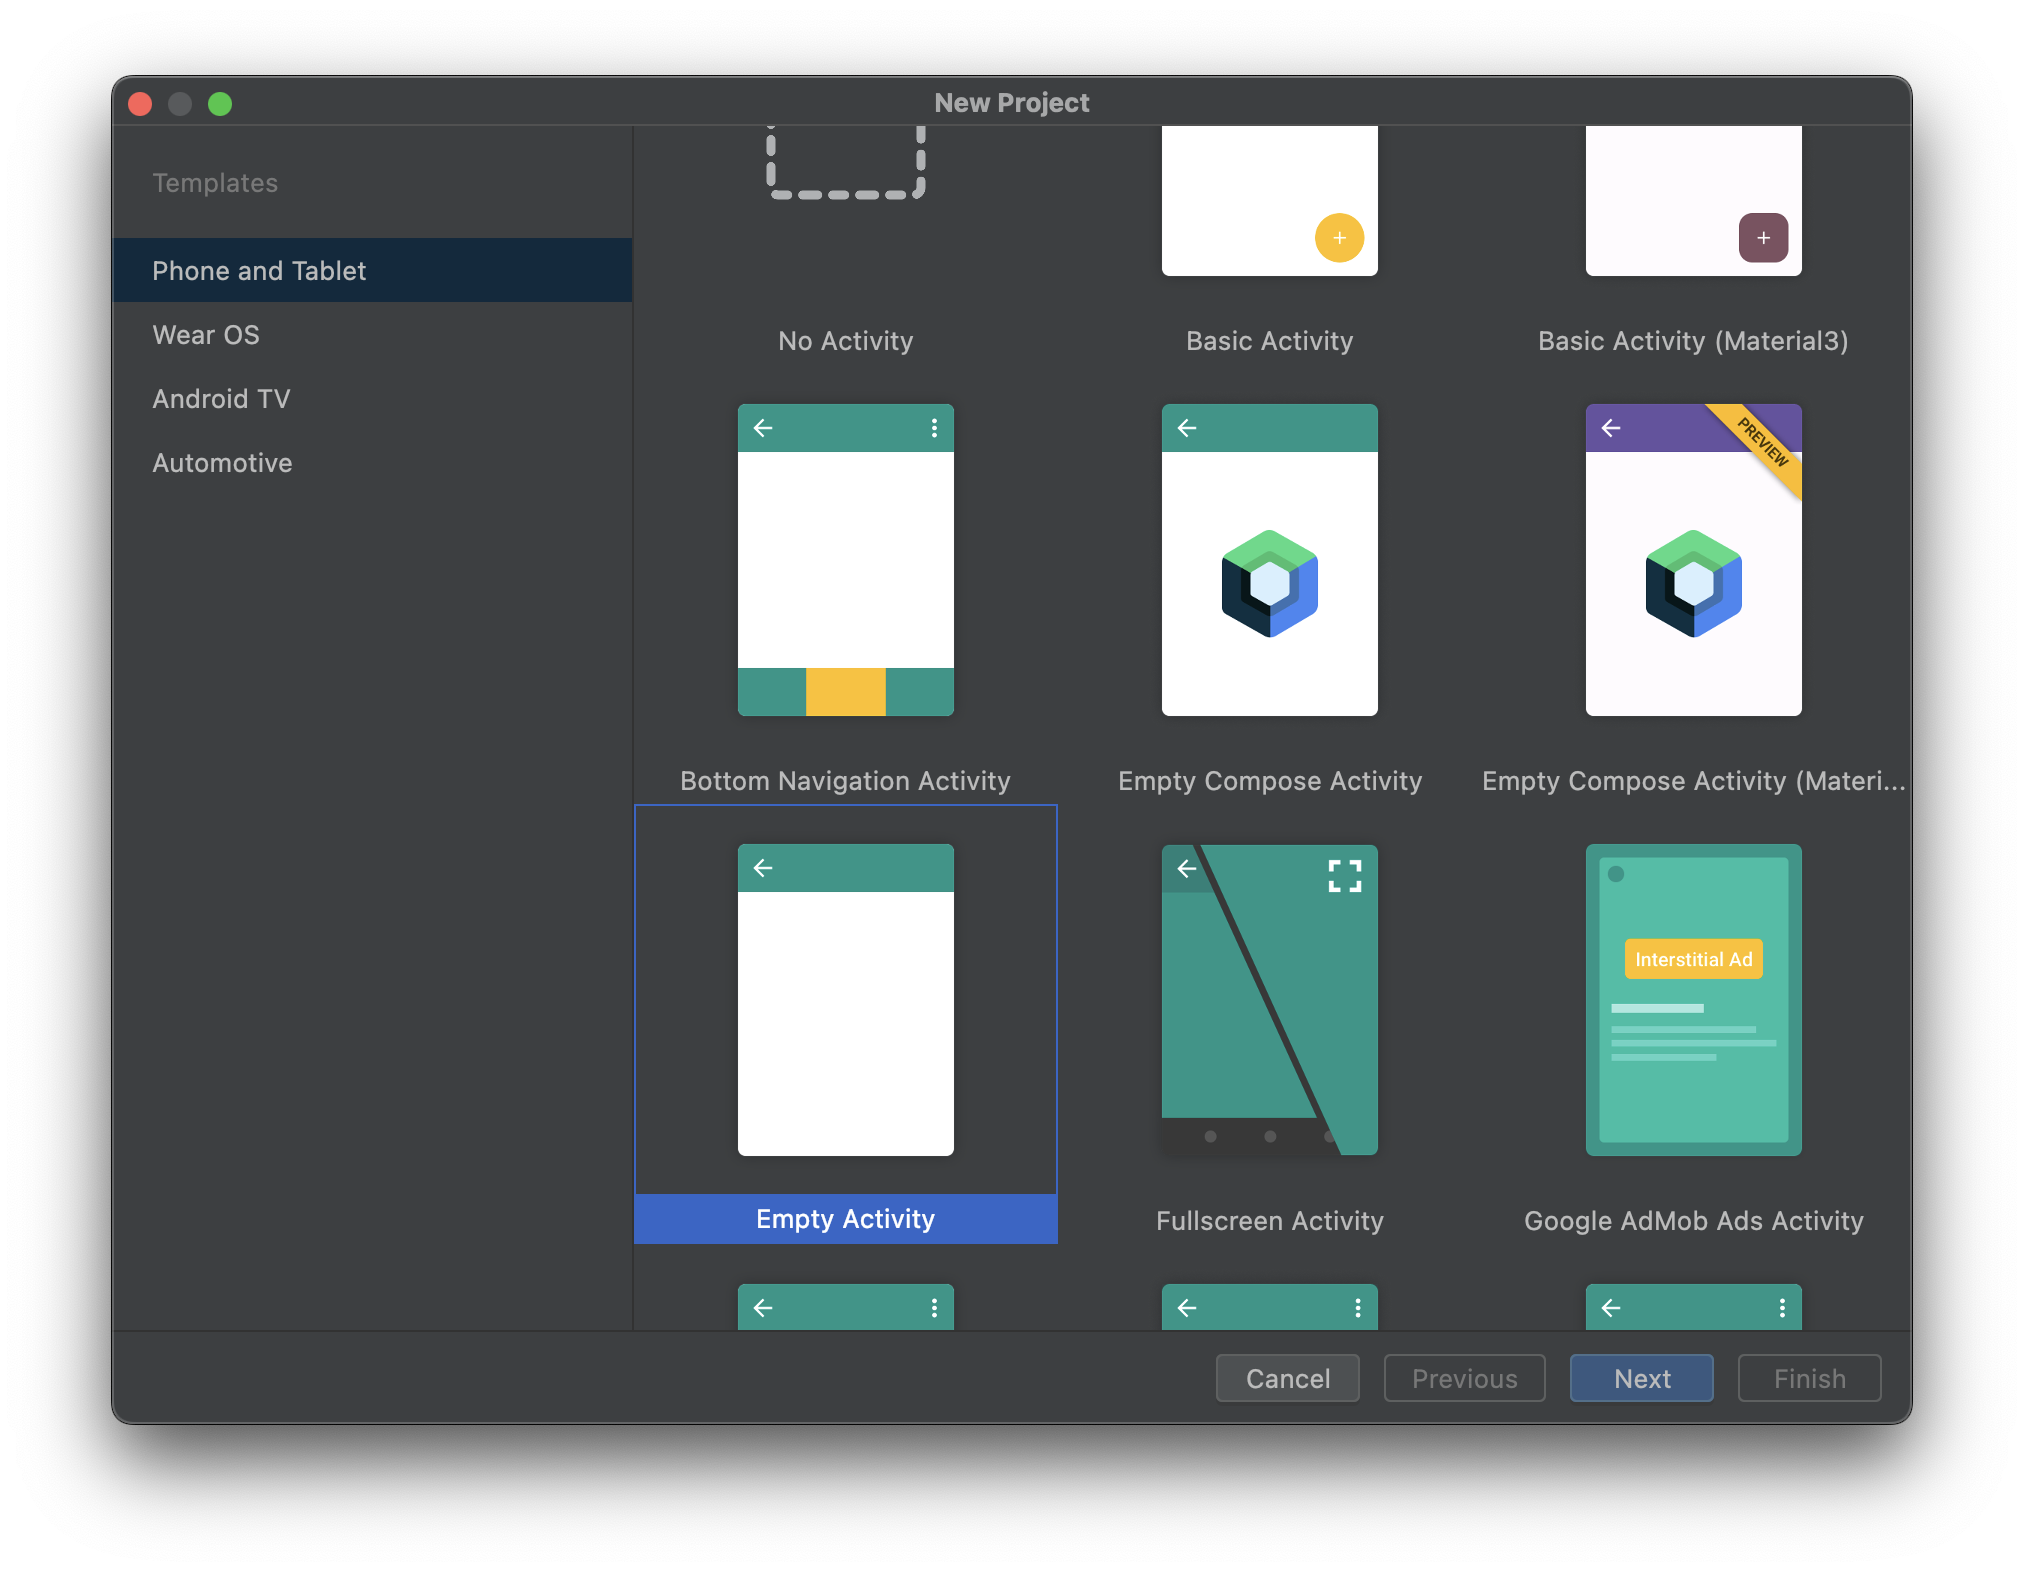 New Project
Templates
Phone and Tablet
Wear OS
Android TV
Automotive
No Activity
Basic Activity
Basic Activity (Material3)
PREVIEW
Bottom Navigation Activity
Empty Compose Activity
Empty Compose Activity (Materi...
Interstitial Ad
Empty Activity
Fullscreen Activity
Google AdMob Ads Activity
Cancel
Previous
Next
Finish